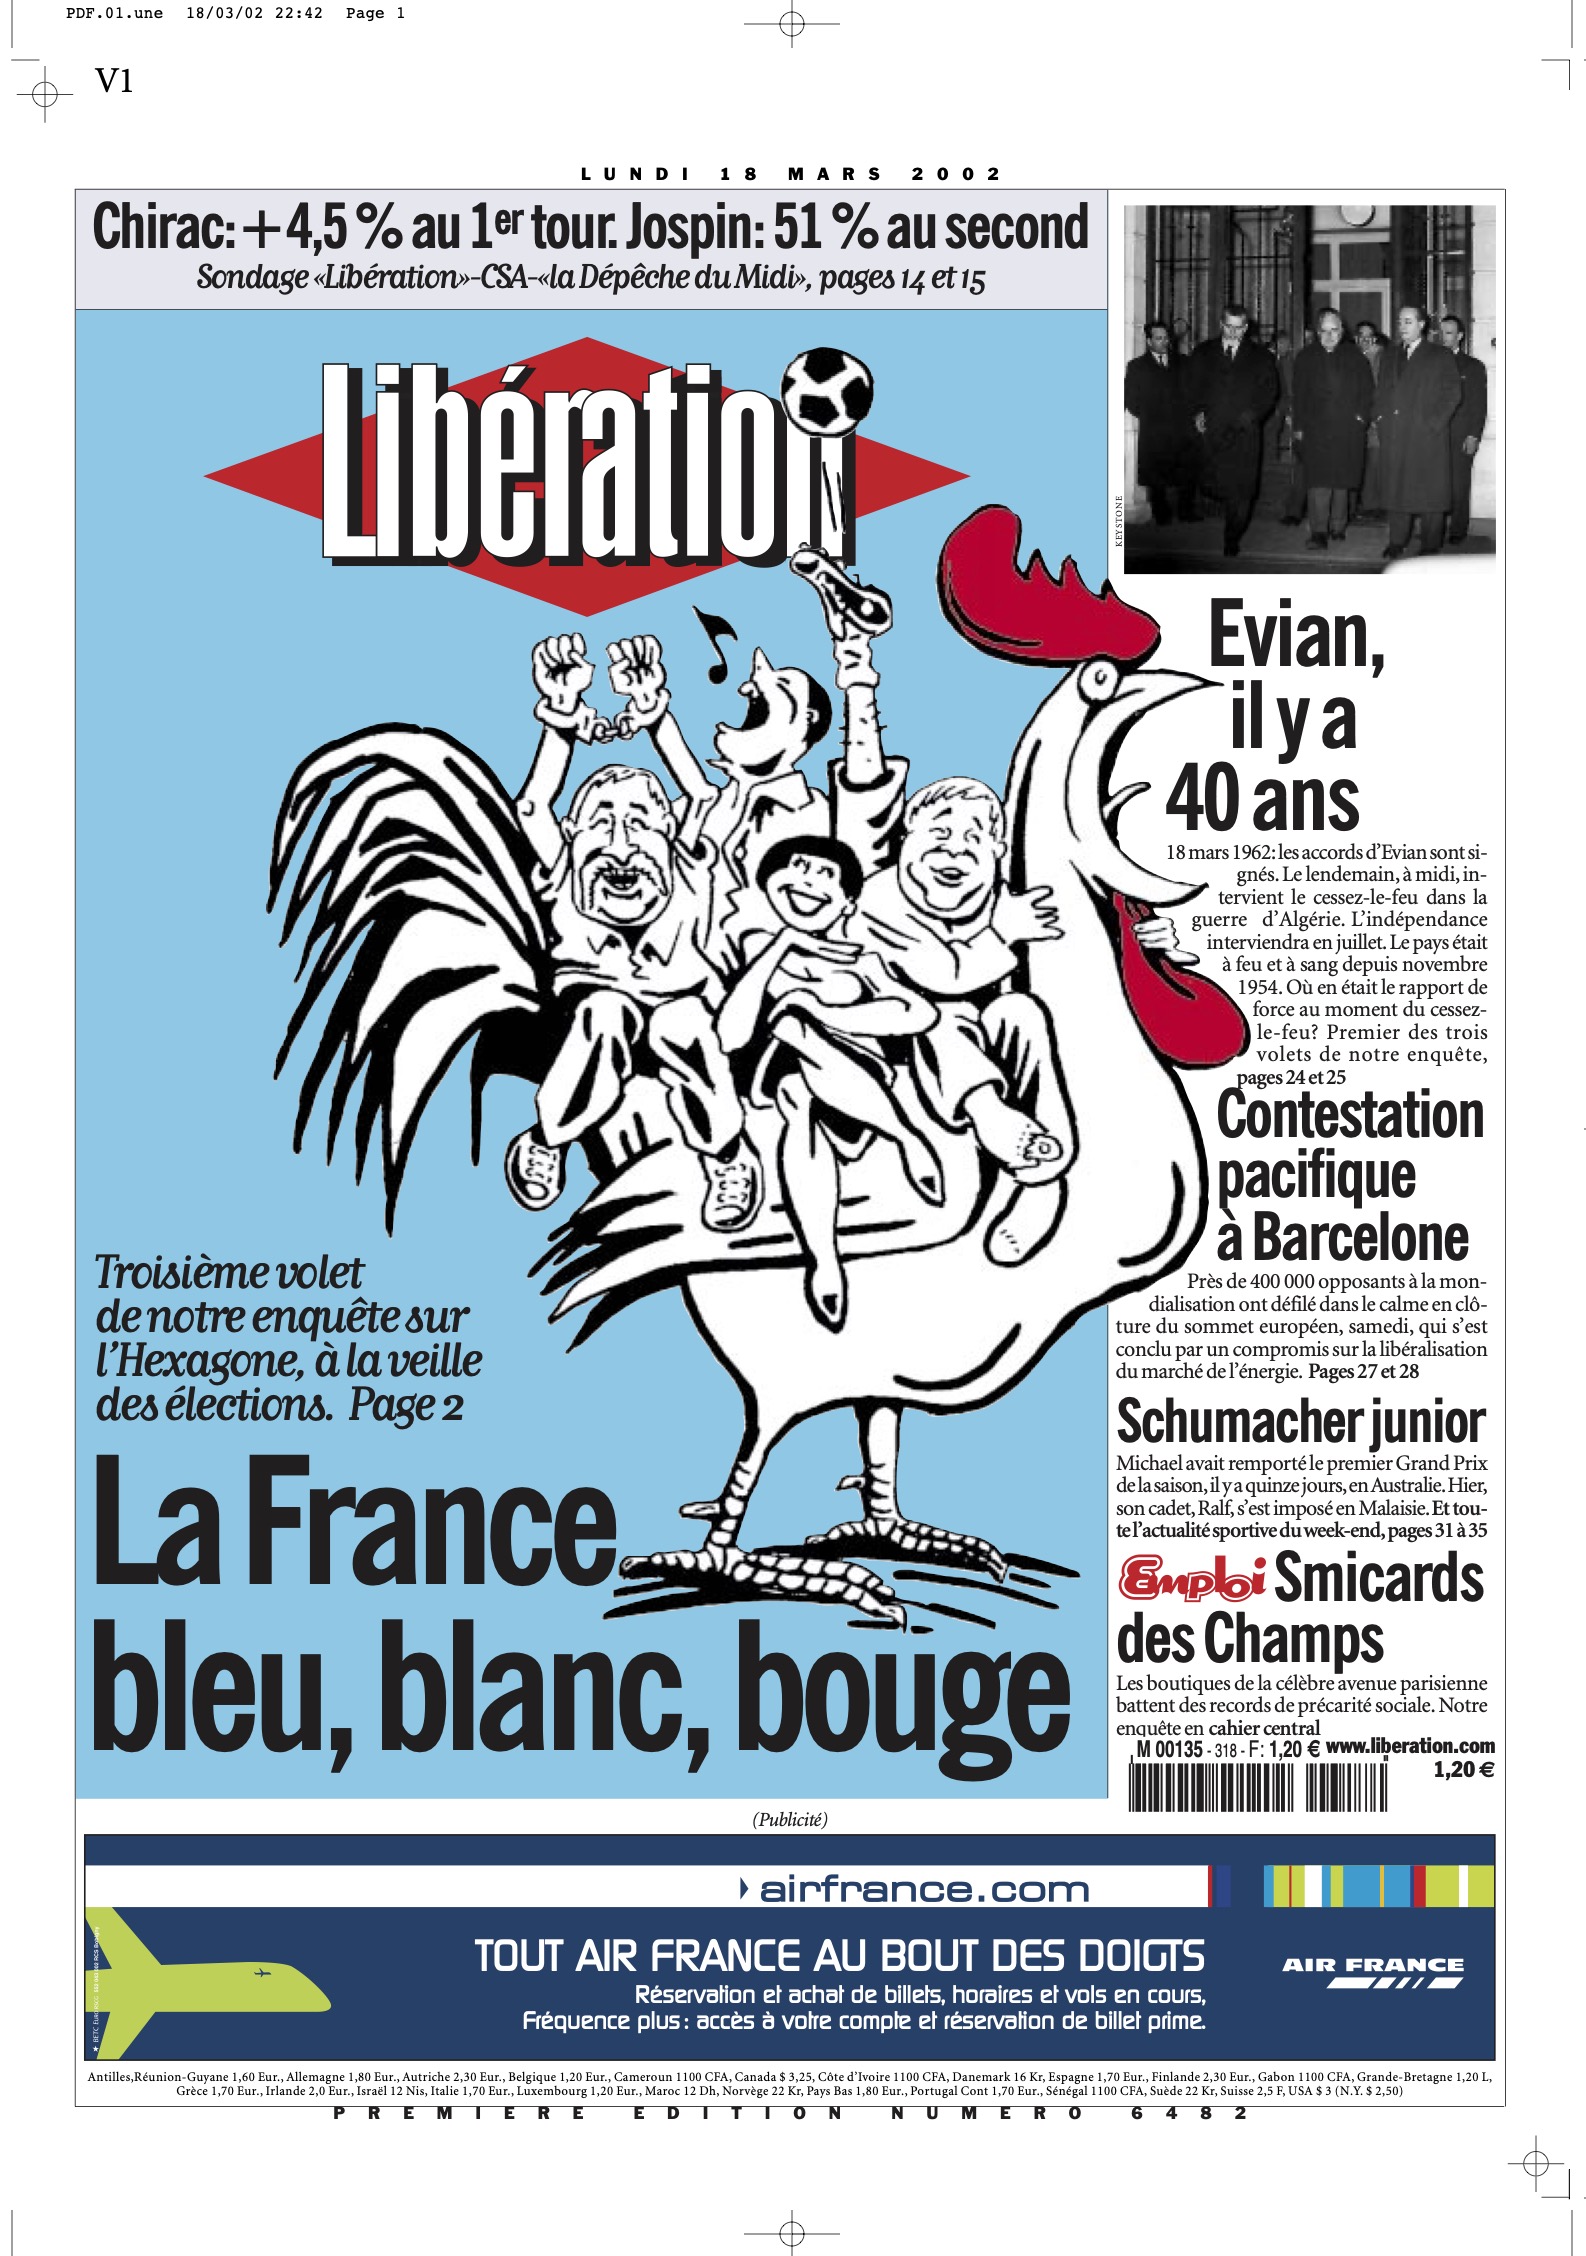 PDF.01.une 18/03/02 22:42 Page 1
V1
LUNDI 18 MARS 2002
Chirac: +4,5 % au 1er tour. Jospin: 51 % au second
Sondage «Libération»-CSA-«la Dépêche du Midi», pages 14 et 15
Libération
KEYSTONE
Evian,
il y a
40 ans
18 mars 1962: les accords d'Evian sont si-
gnés. Le lendemain, à midi, in-
tervient le cessez-le-feu dans la
guerre d'Algérie. L'indépendance
interviendra en juillet. Le pays était
à feu et à sang depuis novembre
1954. Où en était le rapport de
force au moment du cessez-
le-feu? Premier des trois
volets de notre enquête,
pages 24 et 25
Contestation
pacifique
à Barcelone
Près de 400 000 opposants à la mon-
dialisation ont défilé dans le calme en clô-
ture du sommet européen, samedi, qui s'est
conclu par un compromis sur la libéralisation
du marché de l'énergie. Pages 27 et 28
Schumacher junior
Michael avait remporté le premier Grand Prix
de la saison, il y a quinze jours, en Australie. Hier,
son cadet, Ralf, s'est imposé en Malaisie. Et tou-
te l'actualité sportive du week-end, pages 31 à 35
Emploi Smicards
des Champs
Les boutiques de la célèbre avenue parisienne
battent des records de précarité sociale. Notre
enquête en cahier central
M 00135 - 318 - F: 1,20 € www.liberation.com
1,20 €
Troisième volet
de notre enquête sur
l'Hexagone, à la veille
des élections. Page 2
La France
bleu, blanc, bouge
(Publicité)
airfrance.com
TOUT AIR FRANCE AU BOUT DES DOIGTS
Réservation et achat de billets, horaires et vols en cours,
Fréquence plus : accès à votre compte et réservation de billet prime.
AIR FRANCE
Antilles,Réunion-Guyane 1,60 Eur., Allemagne 1,80 Eur., Autriche 2,30 Eur., Belgique 1,20 Eur., Cameroun 1100 CFA, Canada $ 3,25, Côte d'Ivoire 1100 CFA, Danemark 16 Kr, Espagne 1,70 Eur., Finlande 2,30 Eur., Gabon 1100 CFA, Grande-Bretagne 1,20 L,
Grèce 1,70 Eur., Irlande 2,0 Eur., Israël 12 Nis, Italie 1,70 Eur., Luxembourg 1,20 Eur., Maroc 12 Dh, Norvège 22 Kr, Pays Bas 1,80 Eur., Portugal Cont 1,70 Eur., Sénégal 1100 CFA, Suède 22 Kr, Suisse 2,5 F, USA $ 3 (N.Y. $ 2,50)
PREMIERE EDITION NUMERO 6482